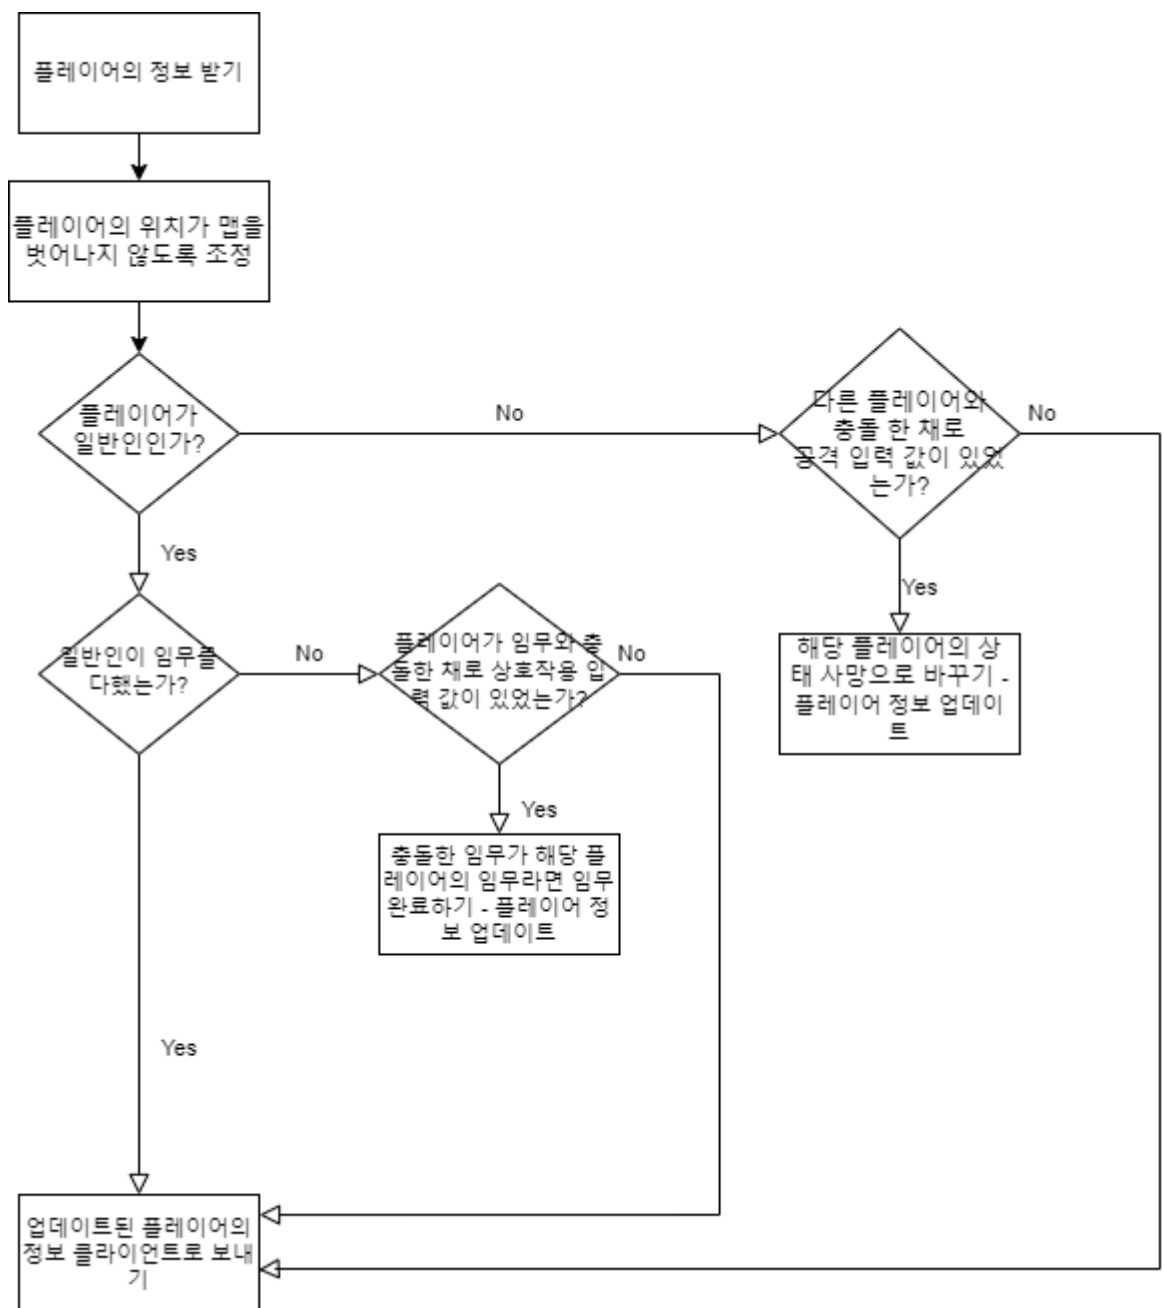 플레이어의 정보 받기
플레이어의 위치가 맵을
벗어나지 않도록 조정
플레이어가
일반인인가?
No
다른 플레이어와
충돌 한 채로
공격 입력 값이 있었
는가?
No
Yes
Yes
해당 플레이어의 상
태 사망으로 바꾸기 -
플레이어 정보 업데이
트
일반인이 임무를
다했는가?
No
플레이어가 임무와 충
돌한 채로 상호작용 입
력 값이 있었는가?
No
Yes
충돌한 임무가 해당 플
레이어의 임무라면 임무
완료하기 - 플레이어 정
보 업데이트
Yes
업데이트된 플레이어의
정보 클라이언트로 보내
기